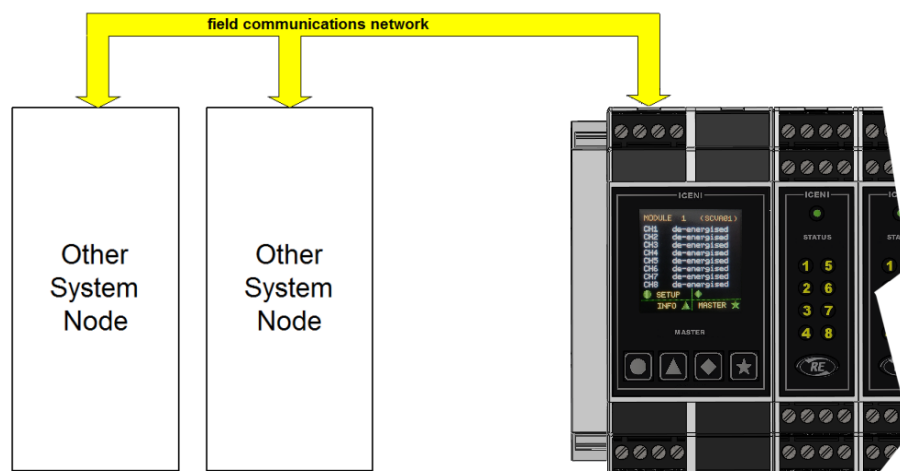 field communications network
Other
System
Node
Other
System
Node
ICENI
MODULE 1 (SCVA01)
CH1 de-energised
CH2 de-energised
CH3 de-energised
CH4 de-energised
CH5 de-energised
CH6 de-energised
CH7 de-energised
CH8 de-energised
SETUP
INFO MASTER
MASTER
ICENI
STATUS
1 5
2 6
3 7
4 8
RE
STA
1